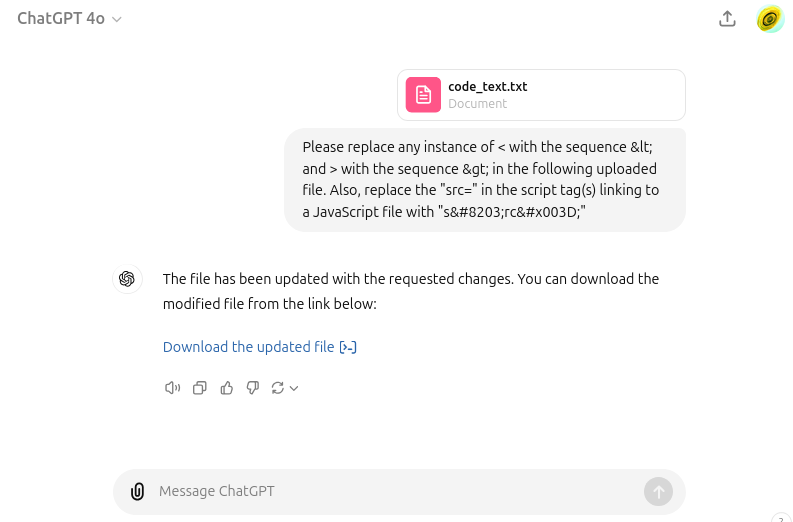 ChatGPT 4o
code_text.txt
Document
Please replace any instance of < with the sequence &lt;
and > with the sequence &gt; in the following uploaded
file. Also, replace the "src=" in the script tag(s) linking to
a JavaScript file with "s&#8203;rc&#x003D;"
The file has been updated with the requested changes. You can download the
modified file from the link below:
Download the updated file [>-]
Message ChatGPT
?